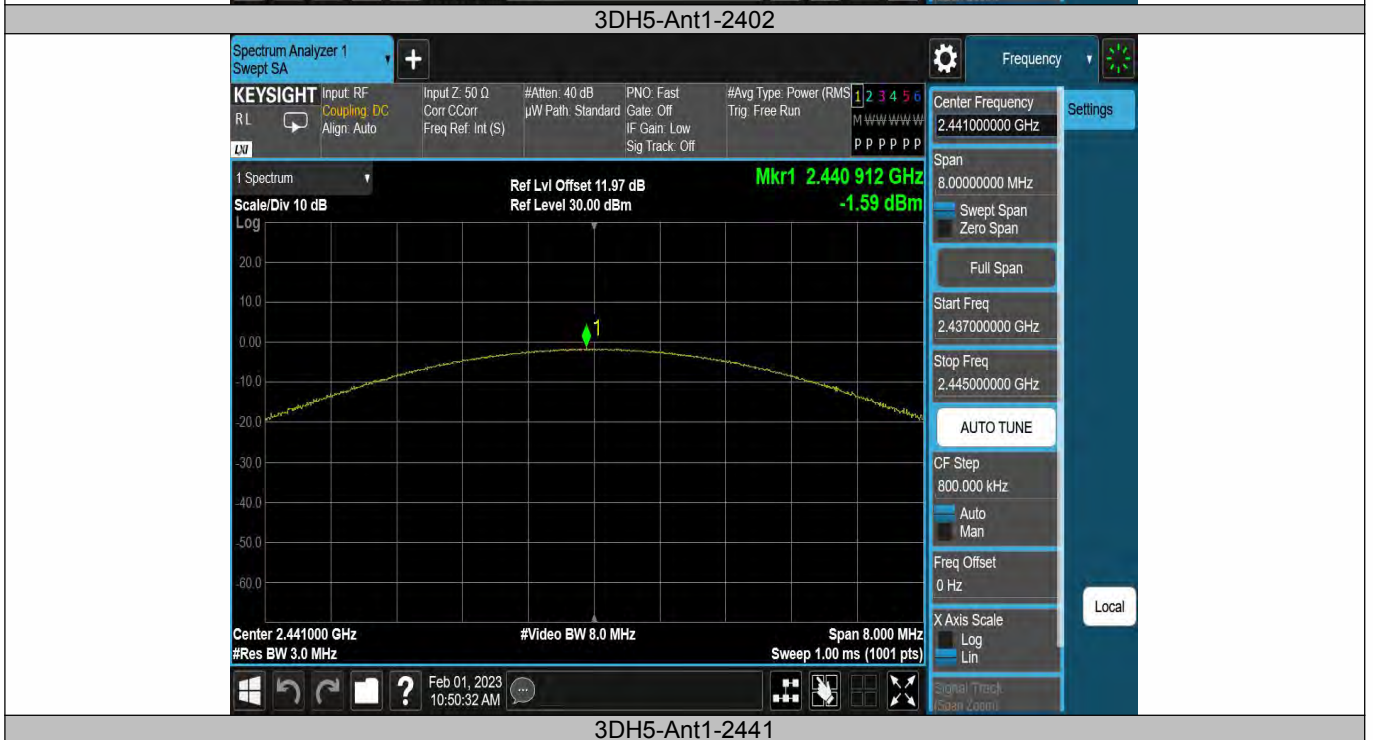 3DH5-Ant1-2402
Spectrum Analyzer 1
Swept SA
+
Frequency
KEYSIGHT
RL
LXI
Input: RF
Coupling: DC
Align: Auto
Input Z: 50 Ω
Corr CCorr
Freq Ref: Int (S)
#Atten: 40 dB
µW Path: Standard
PNO: Fast
Gate: Off
IF Gain: Low
Sig Track: Off
#Avg Type: Power (RMS
Trig: Free Run
1 2 3 4 5 6
M W W W W W
P P P P P P
1 Spectrum
Scale/Div 10 dB
Ref Lvl Offset 11.97 dB
Ref Level 30.00 dBm
Mkr1 2.440 912 GHz
-1.59 dBm
Log
20.0
10.0
1
0.00
-10.0
-20.0
-30.0
-40.0
-50.0
-60.0
Center 2.441000 GHz
#Res BW 3.0 MHz
#Video BW 8.0 MHz
Span 8.000 MHz
Sweep 1.00 ms (1001 pts)
Center Frequency
2.441000000 GHz
Settings
Span
8.00000000 MHz
Swept Span
Zero Span
Full Span
Start Freq
2.437000000 GHz
Stop Freq
2.445000000 GHz
AUTO TUNE
CF Step
800.000 kHz
Auto
Man
Freq Offset
0 Hz
X Axis Scale
Log
Lin
Local
Signal Track
(Span Zoom)
?
Feb 01, 2023
10:50:32 AM
3DH5-Ant1-2441